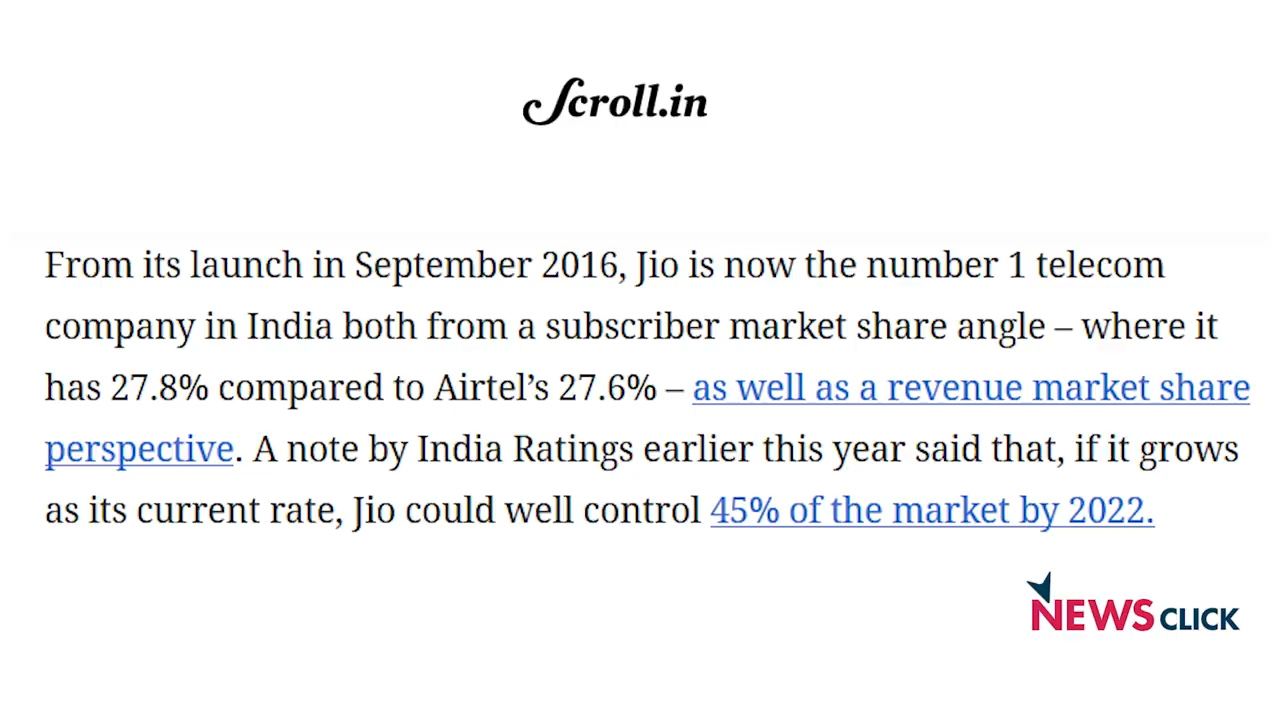 Scroll.in
From its launch in September 2016, Jio is now the number 1 telecom
company in India both from a subscriber market share angle – where it
has 27.8% compared to Airtel’s 27.6% – as well as a revenue market share
perspective. A note by India Ratings earlier this year said that, if it grows
as its current rate, Jio could well control 45% of the market by 2022.
NEWSCLICK